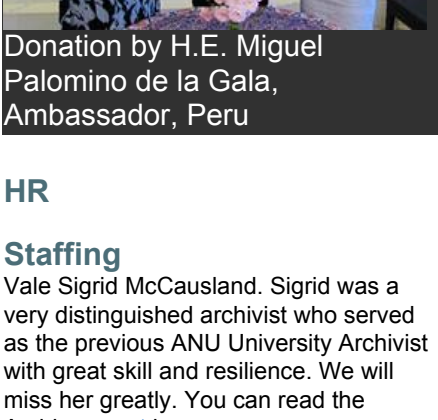 Donation by H.E. Miguel
Palomino de la Gala,
Ambassador, Peru
HR
Staffing
Vale Sigrid McCausland. Sigrid was a
very distinguished archivist who served
as the previous ANU University Archivist
with great skill and resilience. We will
miss her greatly. You can read the